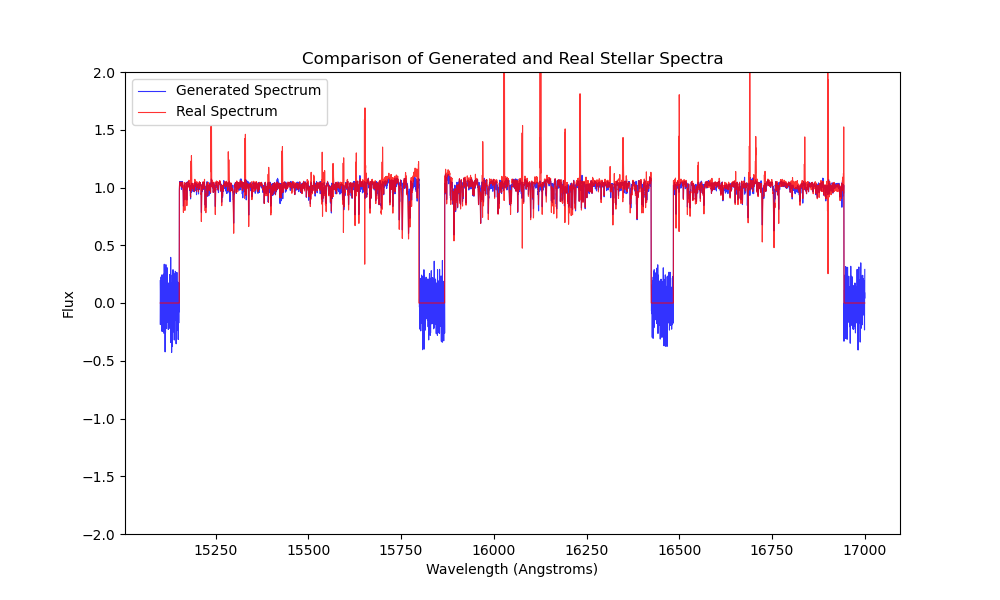 Comparison of Generated and Real Stellar Spectra
Generated Spectrum
Real Spectrum
2.0
1.5
1.0
0.5
0.0
−0.5
−1.0
−1.5
−2.0
Flux
15250 15500 15750 16000 16250 16500 16750 17000
Wavelength (Angstroms)